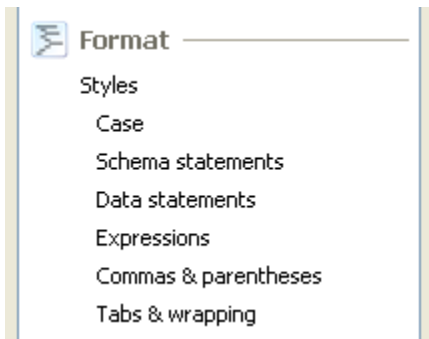 Format
Styles
Case
Schema statements
Data statements
Expressions
Commas & parentheses
Tabs & wrapping